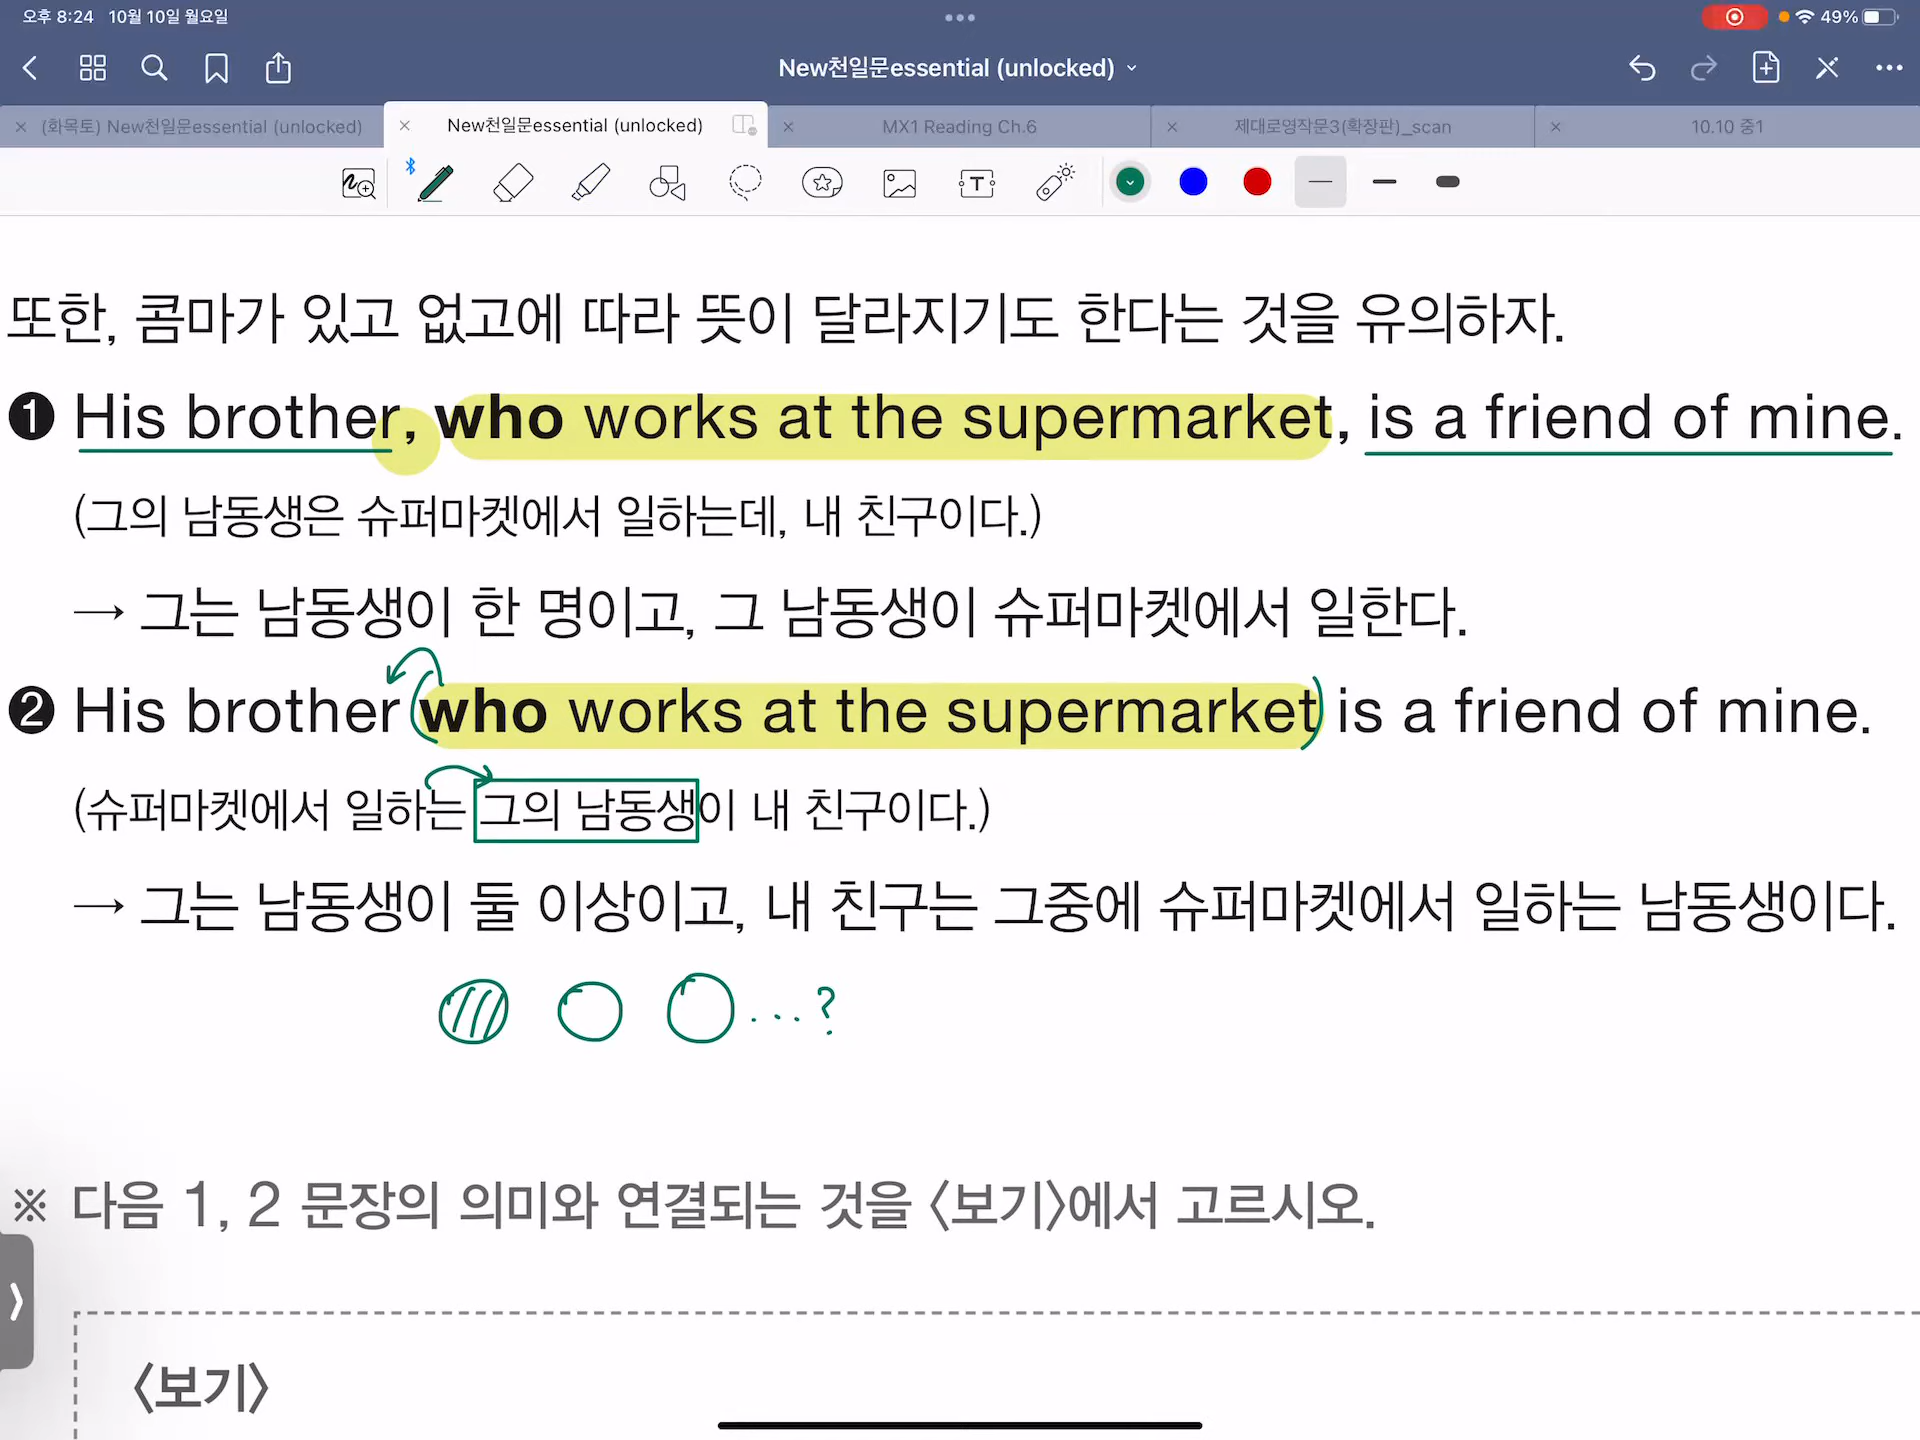 오후 8:24 10월 10일 월요일
49%
New천일문essential (unlocked)
(화목토) New천일문essential (unlocked)
New천일문essential (unlocked)
MX1 Reading Ch.6
제대로영작문3(확장판)_scan
10.10 중1
T
또한, 콤마가 있고 없고에 따라 뜻이 달라지기도 한다는 것을 유의하자.
❶ His brother, who works at the supermarket, is a friend of mine.
(그의 남동생은 슈퍼마켓에서 일하는데, 내 친구이다.)
→ 그는 남동생이 한 명이고, 그 남동생이 슈퍼마켓에서 일한다.
❷ His brother (who works at the supermarket) is a friend of mine.
(슈퍼마켓에서 일하는 그의 남동생이 내 친구이다.)
→ 그는 남동생이 둘 이상이고, 내 친구는 그중에 슈퍼마켓에서 일하는 남동생이다.
...?
※ 다음 1, 2 문장의 의미와 연결되는 것을 〈보기〉에서 고르시오.
〈보기〉